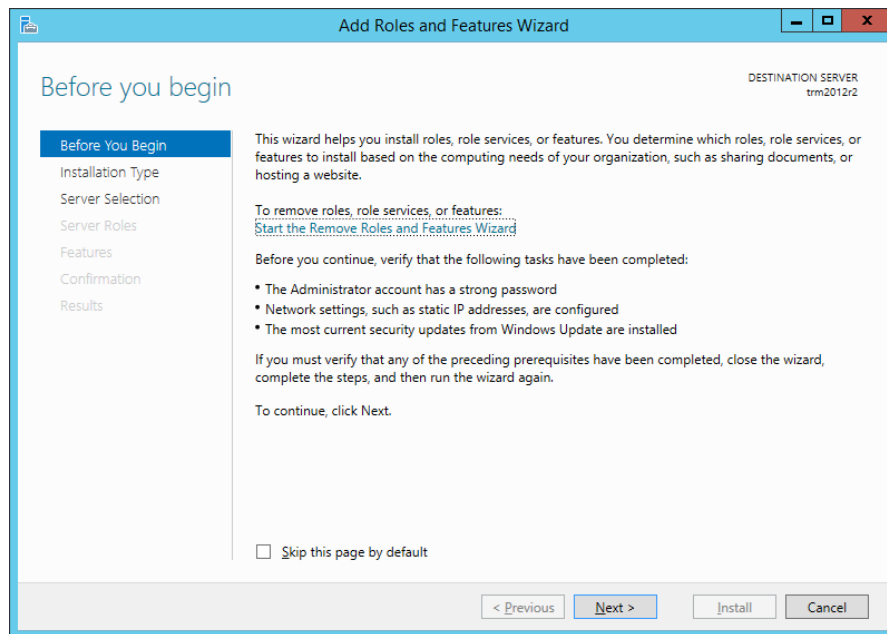 Add Roles and Features Wizard
Before you begin
DESTINATION SERVER
trm2012r2
Before You Begin
Installation Type
Server Selection
Server Roles
Features
Confirmation
Results
This wizard helps you install roles, role services, or features. You determine which roles, role services, or
features to install based on the computing needs of your organization, such as sharing documents, or
hosting a website.
To remove roles, role services, or features:
Start the Remove Roles and Features Wizard
Before you continue, verify that the following tasks have been completed:
• The Administrator account has a strong password
• Network settings, such as static IP addresses, are configured
• The most current security updates from Windows Update are installed
If you must verify that any of the preceding prerequisites have been completed, close the wizard,
complete the steps, and then run the wizard again.
To continue, click Next.
Skip this page by default
< Previous
Next >
Install
Cancel